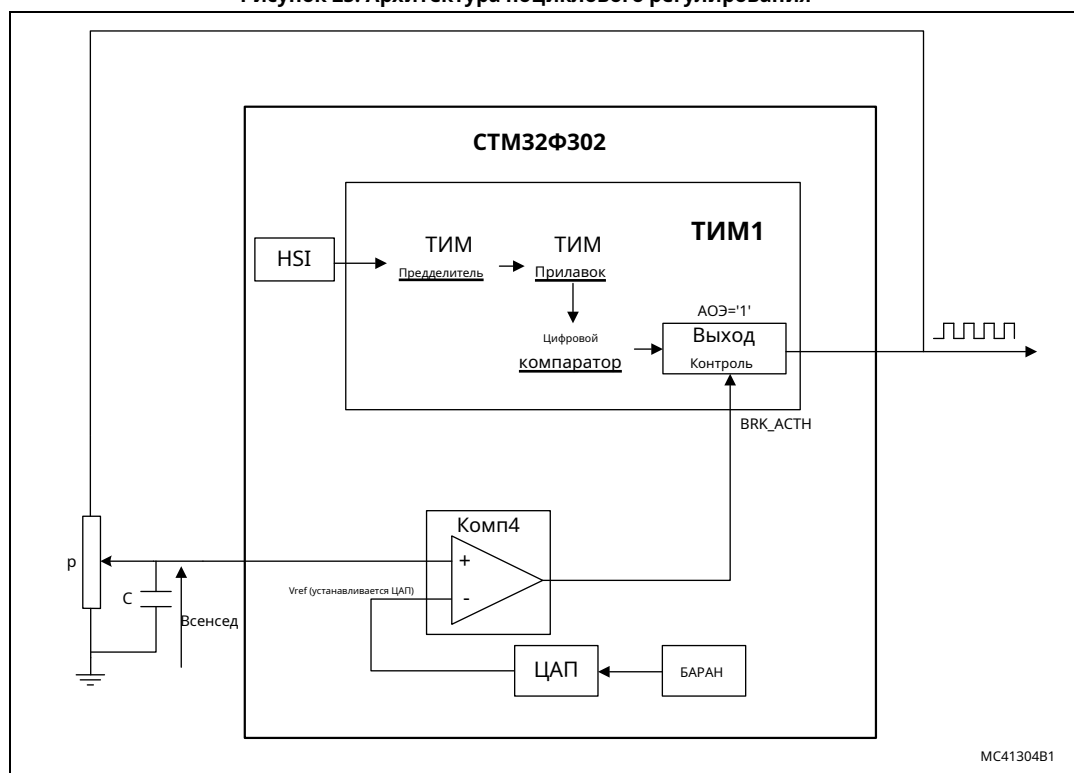 Рисунок 25. Архитектура поциклового регулирования
СТМ32Ф302
ТИМ1
HSI
ТИМ
Предделитель
ТИМ
Прилавок
АОЭ='1'
Цифровой
компаратор
Выход
Контроль
BRK_ACTH
Комп4
р
+
Vref (устанавливается ЦАП)
-
С
Всенсед
ЦАП
БАРАН
MC41304B1